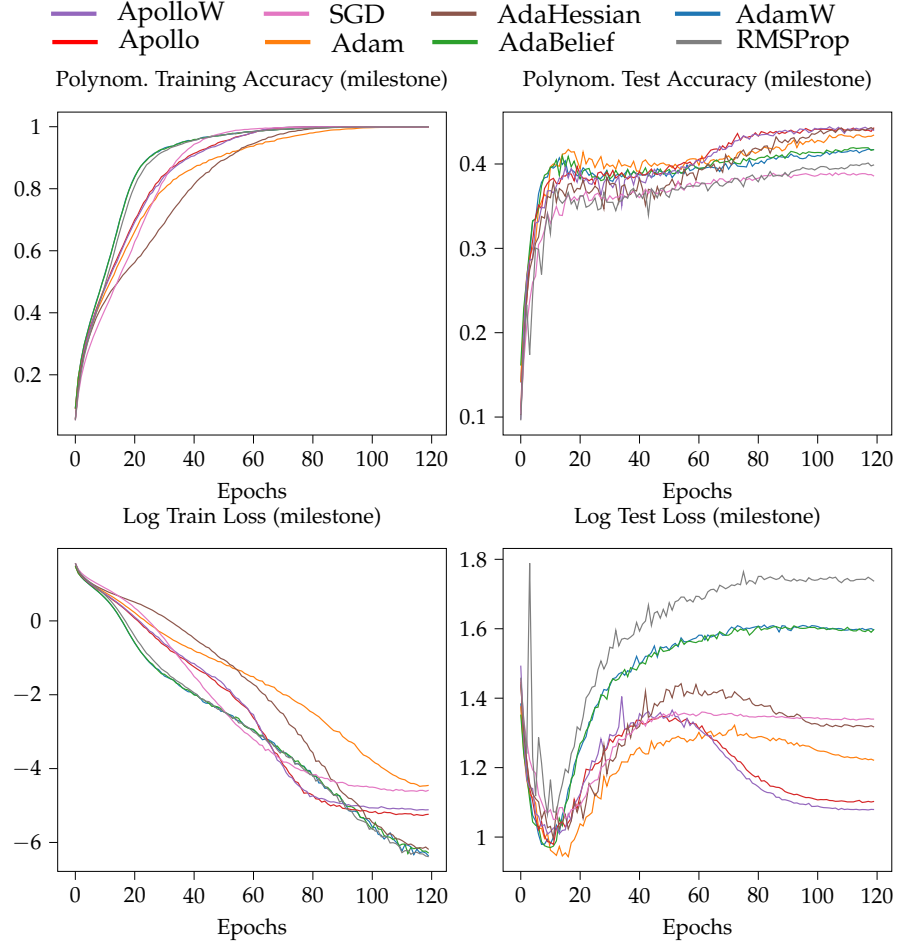 ApolloW SGD AdaHessian AdamW
Apollo Adam AdaBelief RMSProp
Polynom. Training Accuracy (milestone)
1
0.8
0.6
0.4
0.2
0 20 40 60 80 100 120
Epochs
Polynom. Test Accuracy (milestone)
0.4
0.3
0.2
0.1
0 20 40 60 80 100 120
Epochs
Log Train Loss (milestone)
0
−2
−4
−6
0 20 40 60 80 100 120
Epochs
Log Test Loss (milestone)
1.8
1.6
1.4
1.2
1
0 20 40 60 80 100 120
Epochs